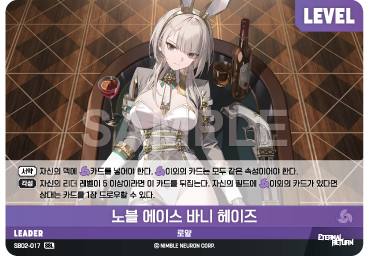 LEVEL
SAMPLE
서약 자신의 덱에 카드를 넣어야 한다. 이외의 카드는 모두 같은 속성이어야 한다.
각성 자신의 리더 레벨이 5 이상이라면 이 카드를 뒤집는다. 자신의 필드에 이외의 카드가 있다면
상대는 카드를 1장 드로우할 수 있다.
노블 에이스 바니 헤이즈
LEADER
로얄
SB02-017 SSL
© NIMBLE NEURON CORP.
ETERNAL RETURN